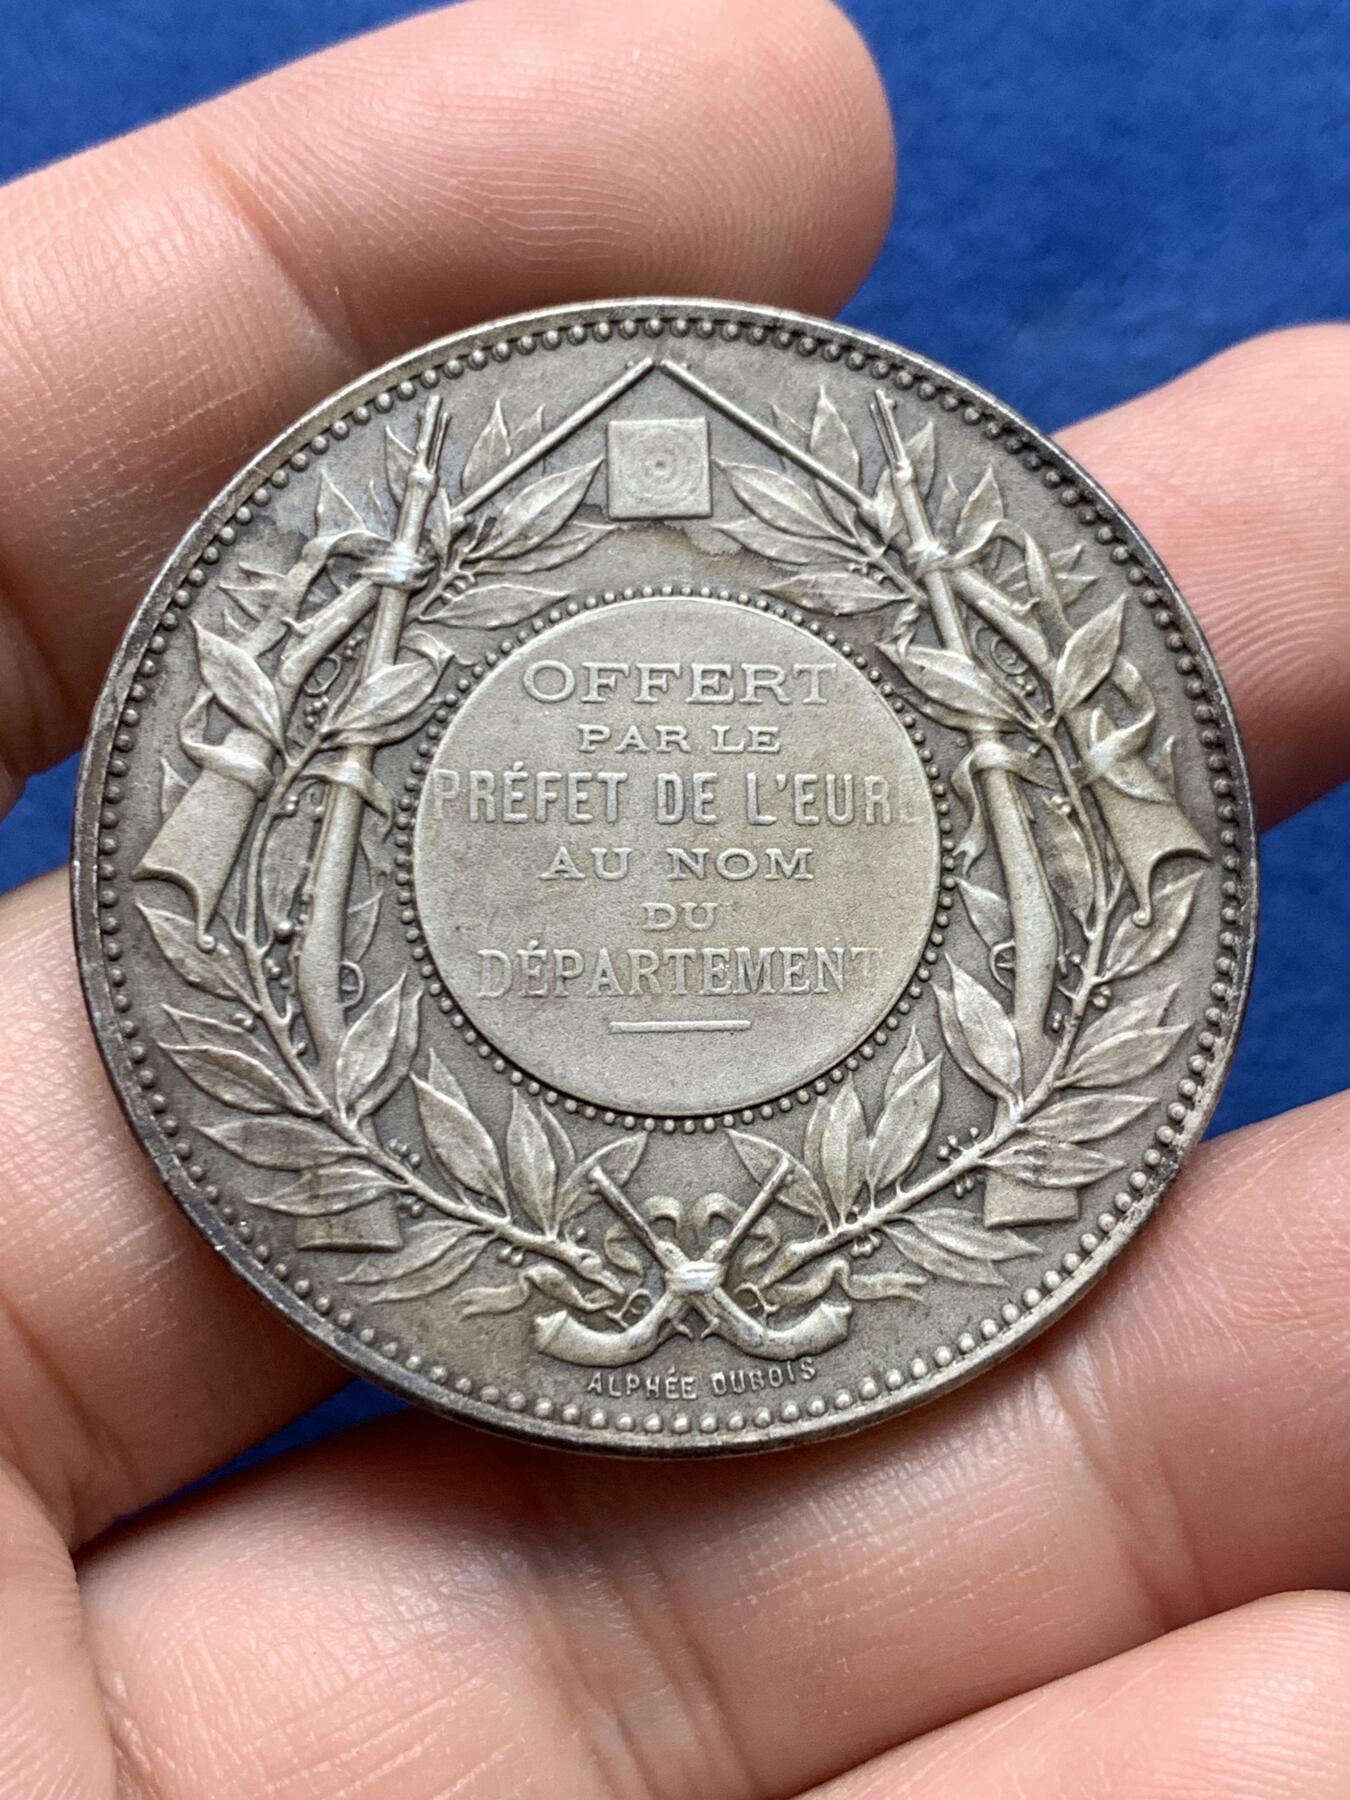 OFFERT
PAR LE
PRÉFET DE L'EURE
AU NOM
DU
DÉPARTEMENT
ALPHÉE DUBOIS